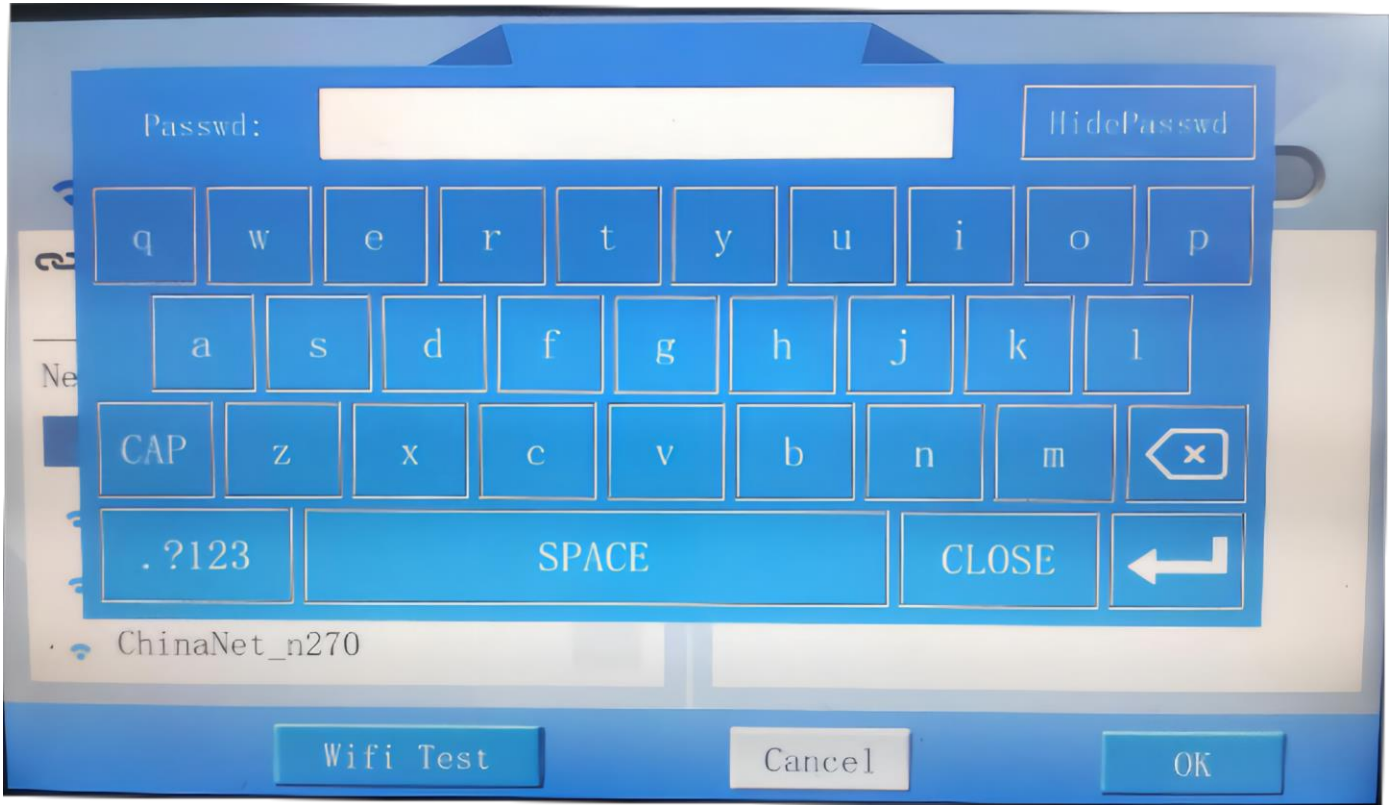 Passwd: HidePasswd
q w e r t y u i o p
a s d f g h j k l
Ne
CAP z x c v b n m
.?123 SPACE CLOSE
ChinaNet_n270
Wifi Test Cancel OK